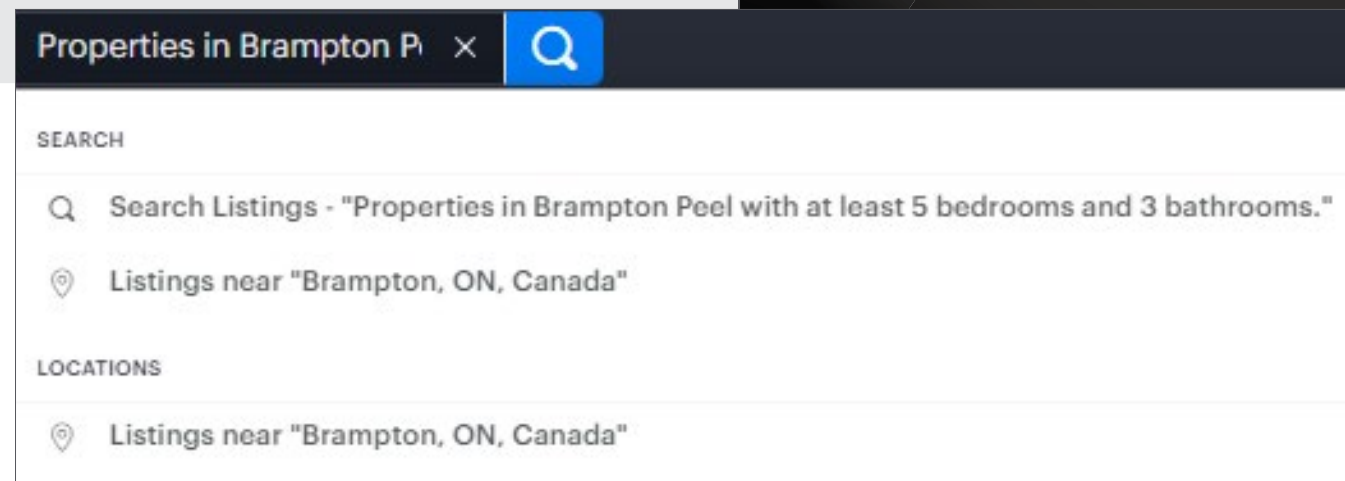 Properties in Brampton P
SEARCH
Search Listings - "Properties in Brampton Peel with at least 5 bedrooms and 3 bathrooms."
Listings near "Brampton, ON, Canada"
LOCATIONS
Listings near "Brampton, ON, Canada"